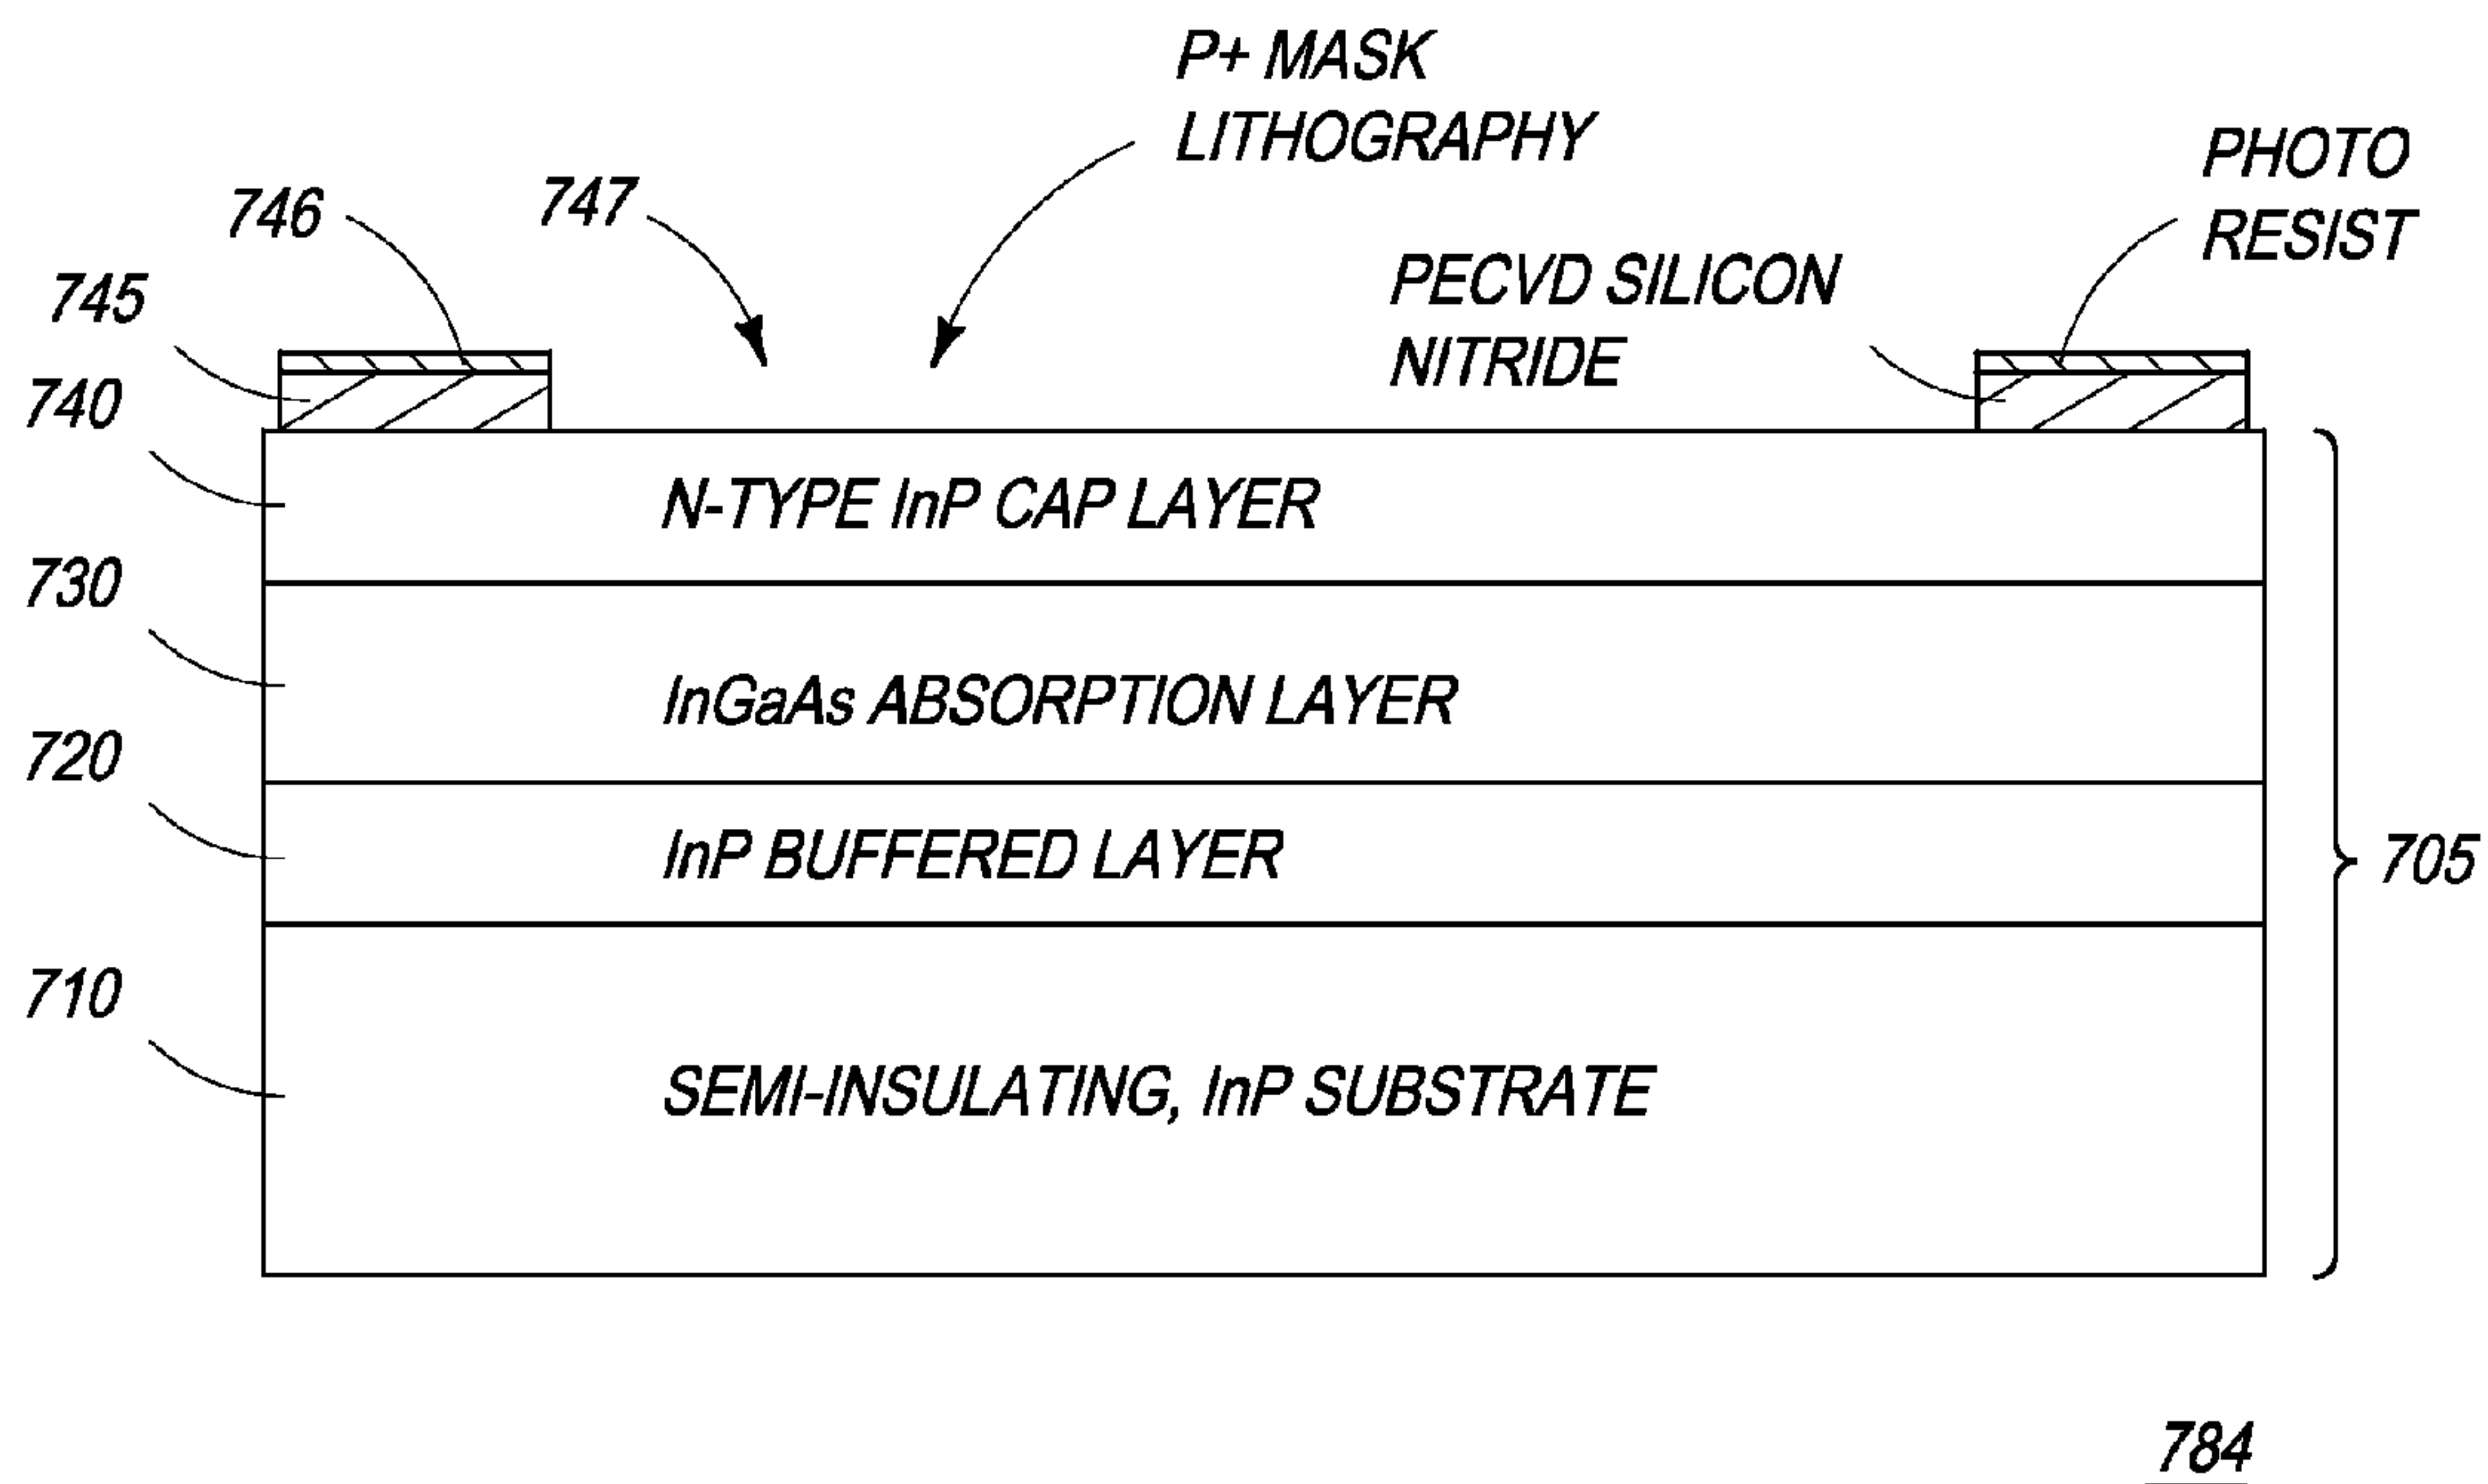 P+ MASK
LITHOGRAPHY
PHOTO
RESIST
746
747
PECVD SILICON
NITRIDE
745
740
N-TYPE InP CAP LAYER
730
InGaAs ABSORPTION LAYER
720
InP BUFFERED LAYER
705
710
SEMI-INSULATING, InP SUBSTRATE
784